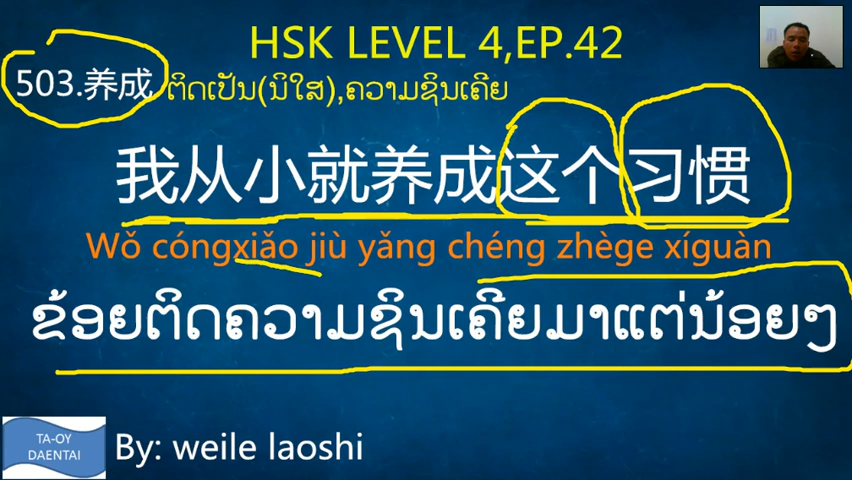 HSK LEVEL 4,EP.42
503.养成 ຕິດເປັນ(ນິໃສ),ຄວາມຊິນເຄີຍ
我从小就养成这个习惯
Wǒ cóngxiǎo jiù yǎng chéng zhège xíguàn
ຂ້ອຍຕິດຄວາມຊິນເຄີຍມາແຕ່ນ້ອຍໆ
TA-OY
DAENTAI
By: weile laoshi